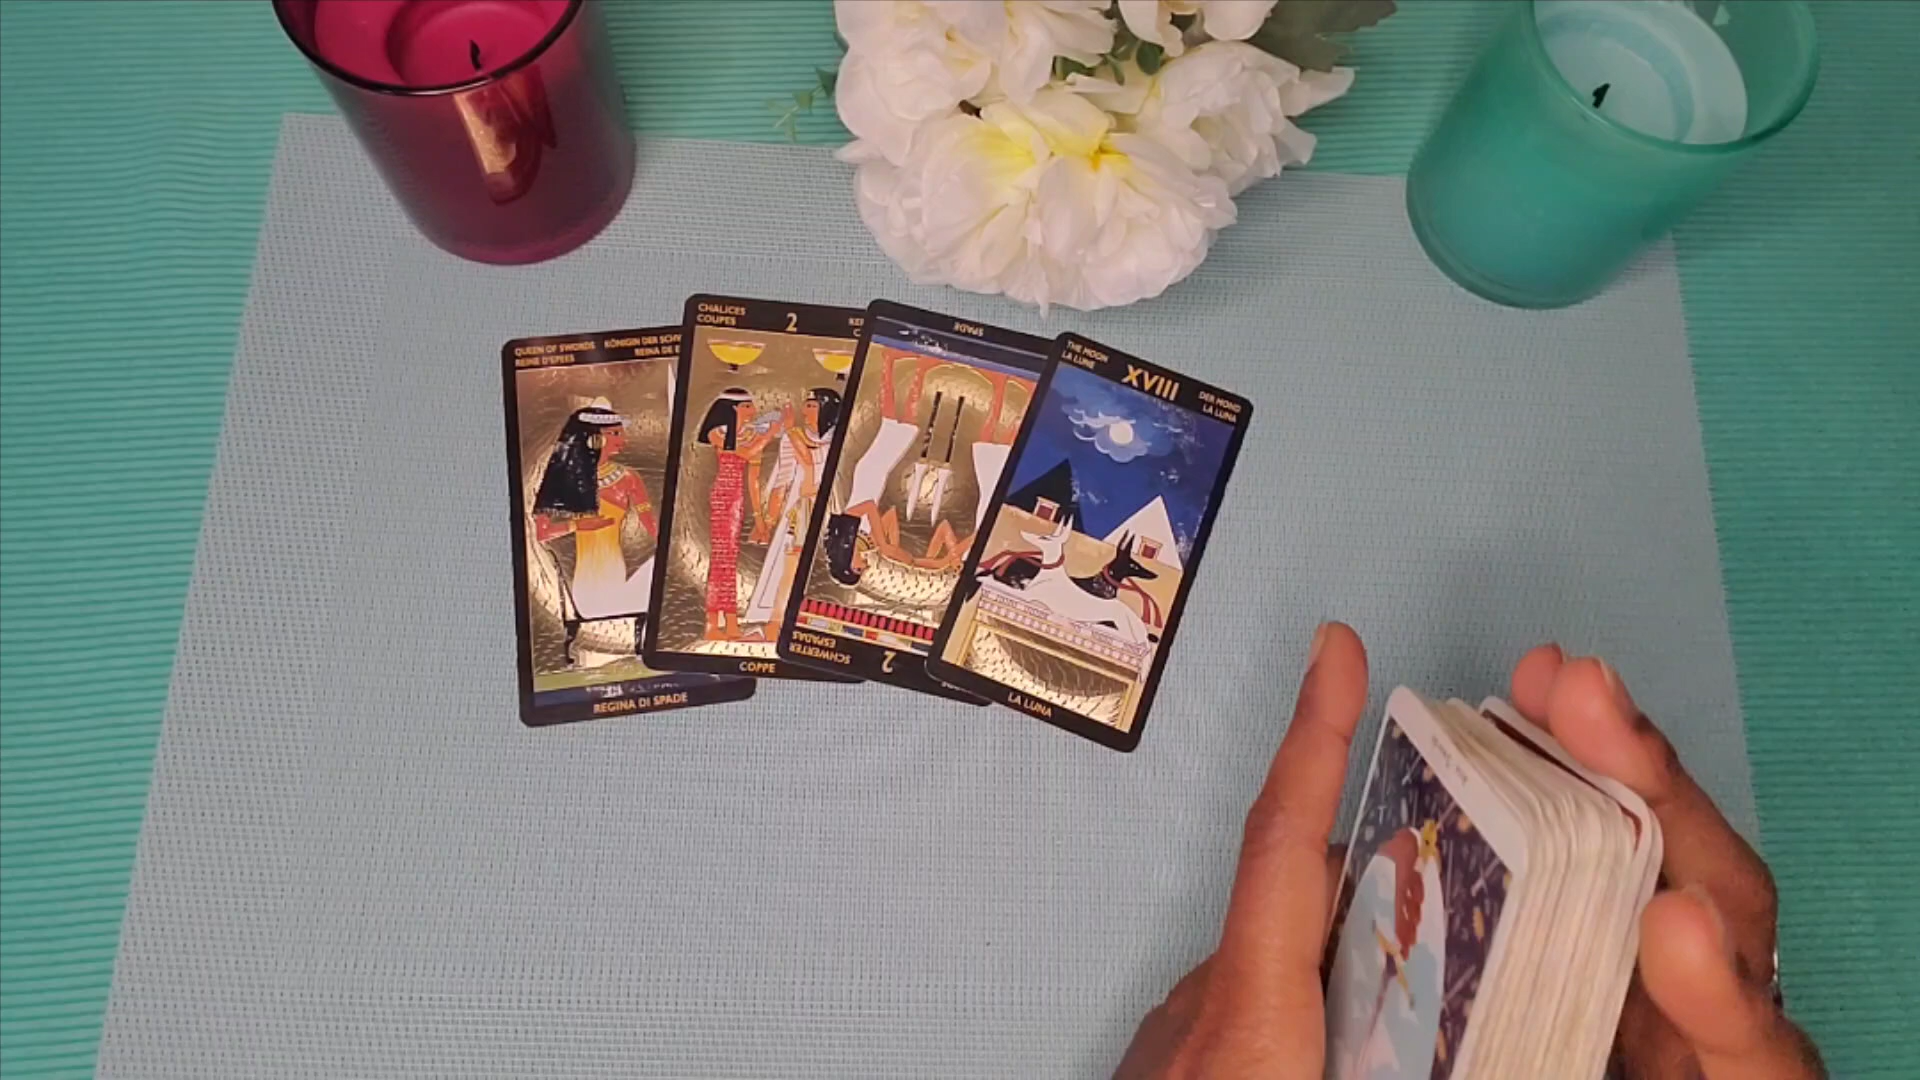 QUEEN OF SWORDS
REINE D'EPEES
KÖNIGIN DER SCHW
REINA DE E
REGINA DI SPADE
CHALICES
COUPES
2
KE
C
COPPE
SPADE
2
SCHWERTER
ESPADAS
THE MOON
LA LUNE
XVIII
DER MOND
LA LUNA
LA LUNA